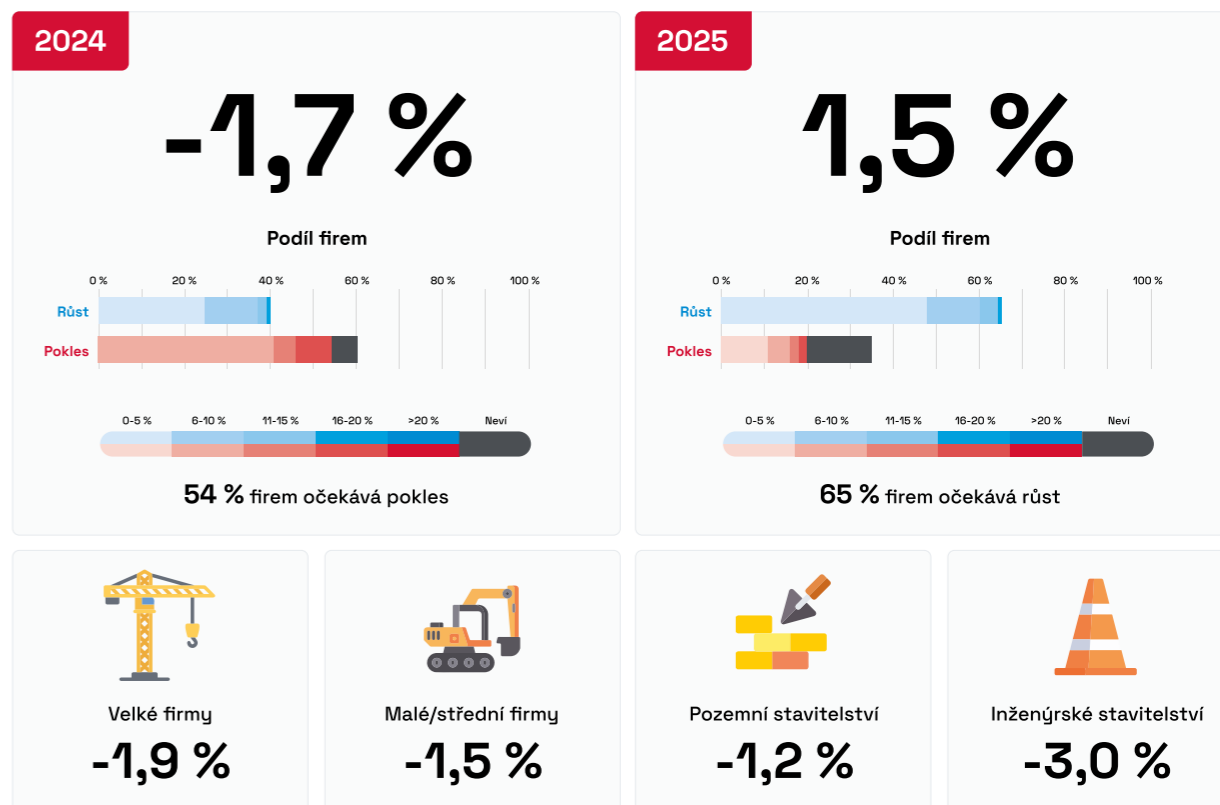 2024
-1,7 %
Podíl firem
0 % 20 % 40 % 60 % 80 % 100 %
Růst
Pokles
0-5 % 6-10 % 11-15 % 16-20 % >20 % Neví
54 % firem očekává pokles
2025
1,5 %
Podíl firem
0 % 20 % 40 % 60 % 80 % 100 %
Růst
Pokles
0-5 % 6-10 % 11-15 % 16-20 % >20 % Neví
65 % firem očekává růst
Velké firmy
-1,9 %
Malé/střední firmy
-1,5 %
Pozemní stavitelství
-1,2 %
Inženýrské stavitelství
-3,0 %